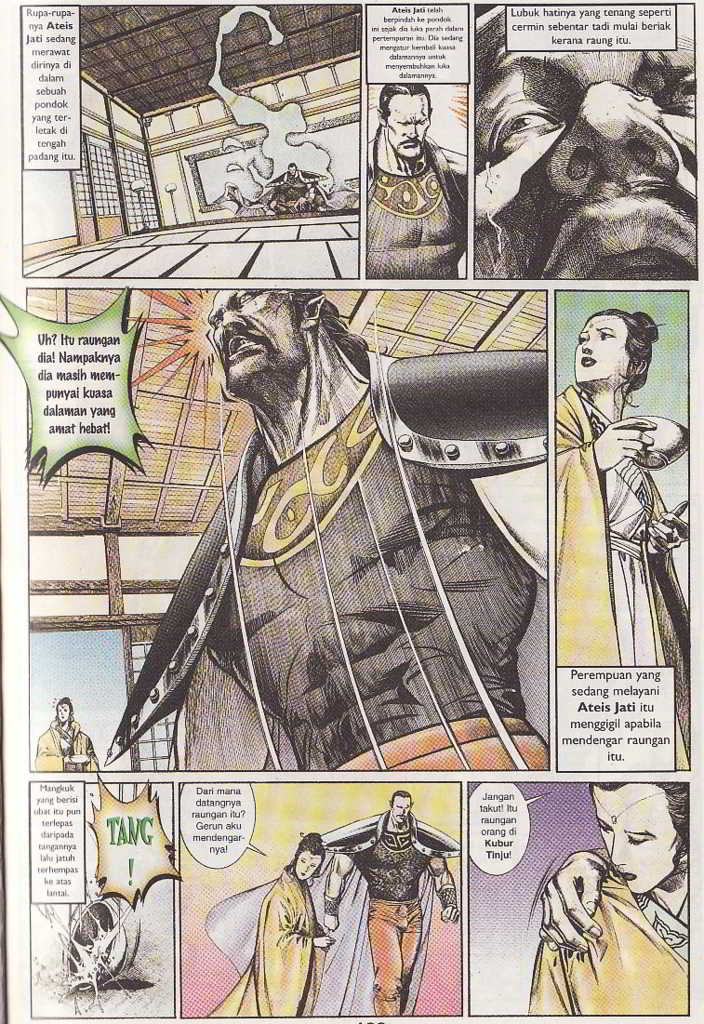 Rupa-rupa-
nya Ateis
Jati sedang
merawat
dirinya di
dalam
sebuah
pondok
yang ter-
letak di
tengah
padang itu.
Ateis Jati telah
berpindah ke pondok
ini sejak dia luka parah dalam
pertempuran itu. Dia sedang
mengatur kembali kuasa
dalamannya untuk
menyembuhkan luka
dalamannya.
Lubuk hatinya yang tenang seperti
cermin sebentar tadi mulai beriak
kerana raung itu.
Uh? Itu raungan
dia! Nampaknya
dia masih mem-
punyai kuasa
dalaman yang
amat hebat!
Perempuan yang
sedang melayani
Ateis Jati itu
menggigil apabila
mendengar raungan
itu.
Mangkuk
yang berisi
ubat itu pun
terlepas
daripada
tangannya
lalu jatuh
terhempas
ke atas
lantai.
TANG
!
Dari mana
datangnya
raungan itu?
Gerun aku
mendengar-
nya!
Jangan
takut! Itu
raungan
orang di
Kubur
Tinju!